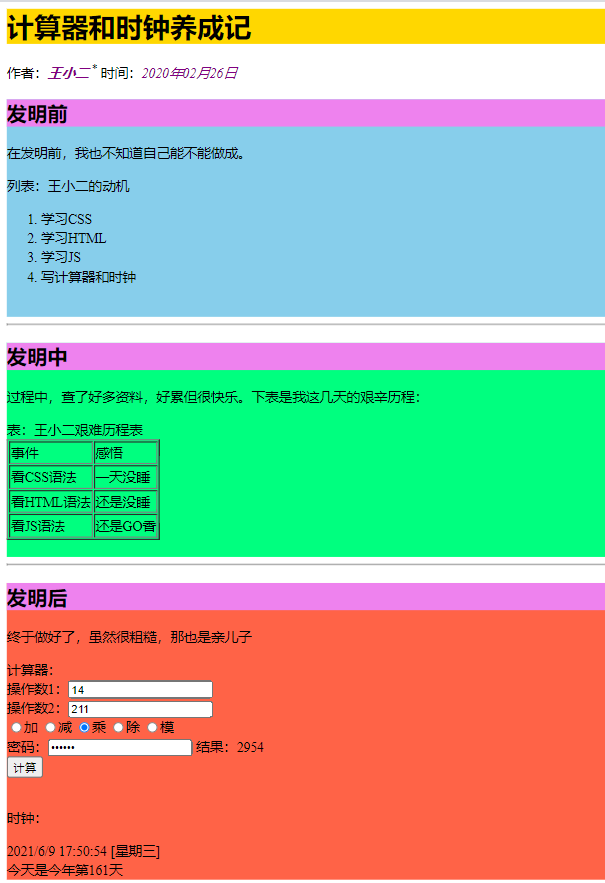 计算器和时钟养成记
作者：王小二* 时间：2020年02月26日
发明前
在发明前，我也不知道自己能不能做成。
列表：王小二的动机
1. 学习CSS
2. 学习HTML
3. 学习JS
4. 写计算器和时钟
发明中
过程中，查了好多资料，好累但很快乐。下表是我这几天的艰辛历程：
表：王小二艰难历程表
事件 感悟
看CSS语法 一天没睡
看HTML语法 还是没睡
看JS语法 还是GO香
发明后
终于做好了，虽然很粗糙，那也是亲儿子
计算器：
操作数1：14
操作数2：211
加 减 乘 除 模
密码：•••••• 结果：2954
计算
时钟：
2021/6/9 17:50:54 [星期三]
今天是今年第161天